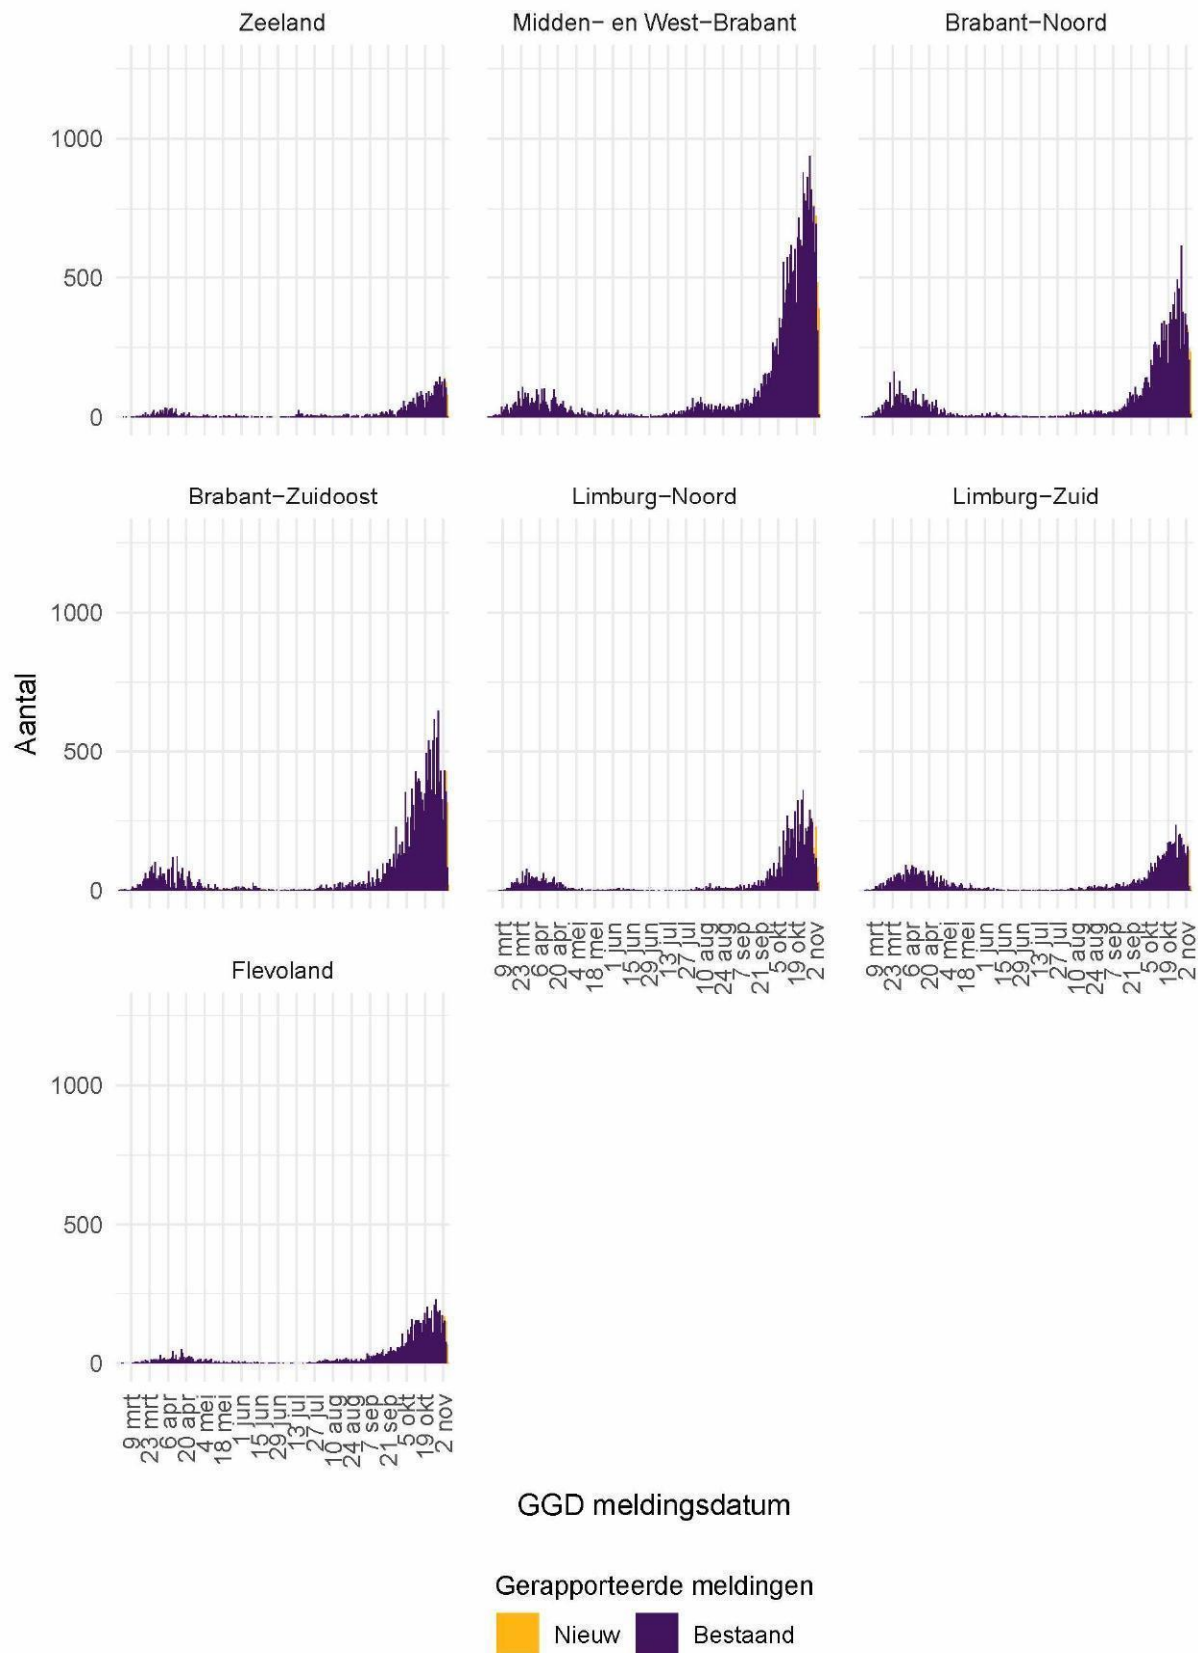 Zeeland
Midden- en West-Brabant
Brabant-Noord
1000
500
0
Brabant-Zuidoost
Limburg-Noord
Limburg-Zuid
Aantal
1000
500
0
9 mrt
23 mrt
6 apr
20 apr
4 mei
18 mei
1 jun
15 jun
29 jun
13 jul
27 jul
10 aug
24 aug
7 sep
21 sep
5 okt
19 okt
2 nov
9 mrt
23 mrt
6 apr
20 apr
4 mei
18 mei
1 jun
15 jun
29 jun
13 jul
27 jul
10 aug
24 aug
7 sep
21 sep
5 okt
19 okt
2 nov
Flevoland
1000
500
0
9 mrt
23 mrt
6 apr
20 apr
4 mei
18 mei
1 jun
15 jun
29 jun
13 jul
27 jul
10 aug
24 aug
7 sep
21 sep
5 okt
19 okt
2 nov
GGD meldingsdatum
Gerapporteerde meldingen
Nieuw
Bestaand